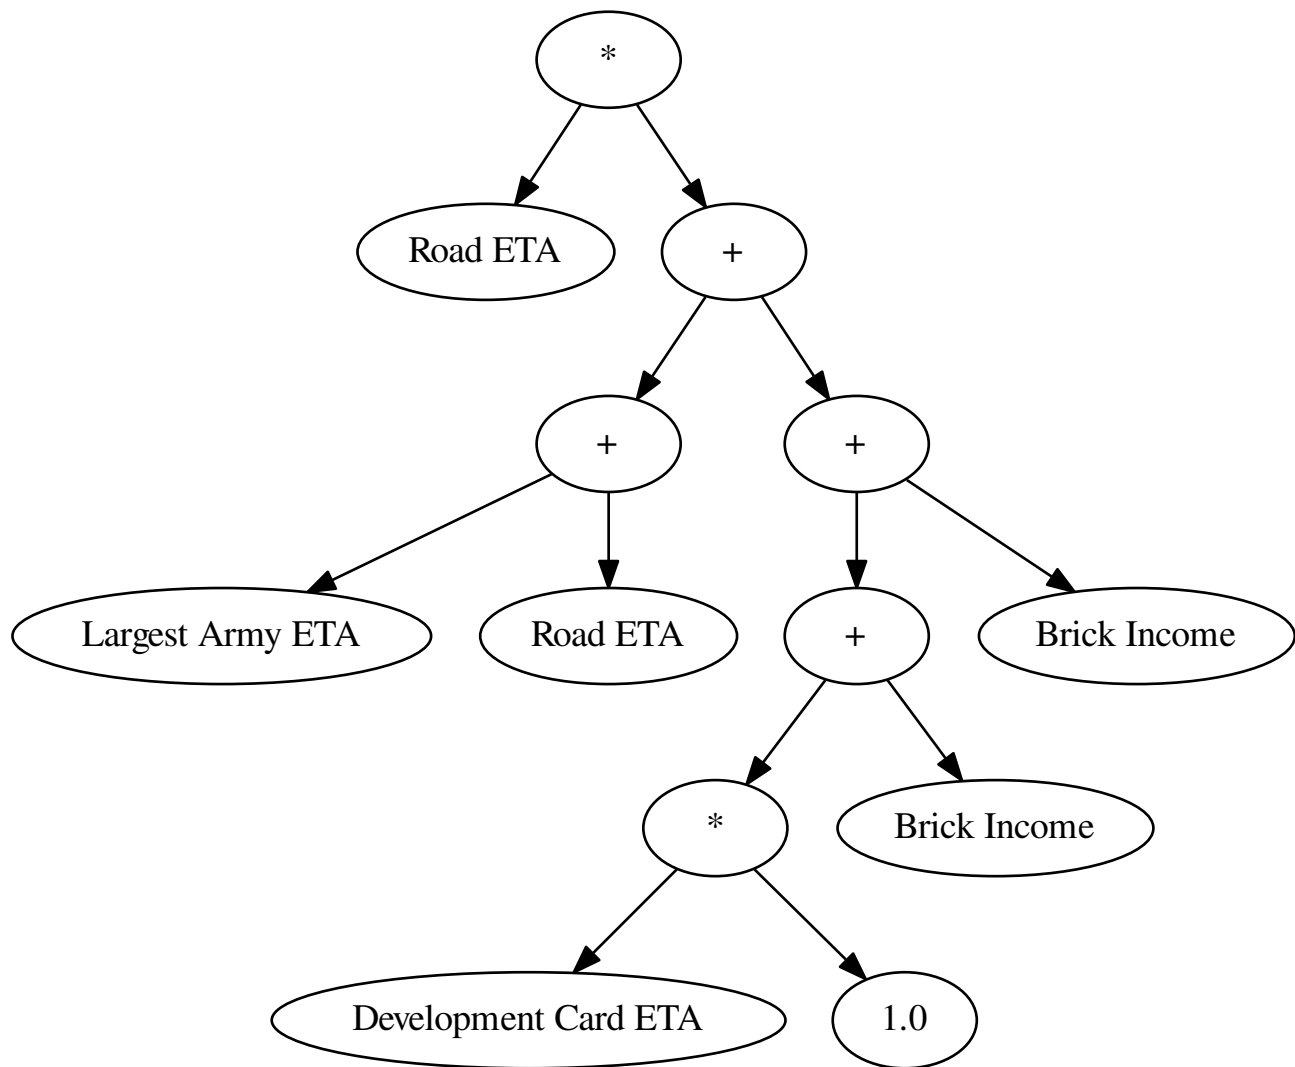 *
Road ETA
+
+
+
Largest Army ETA
Road ETA
+
Brick Income
*
Brick Income
Development Card ETA
1.0